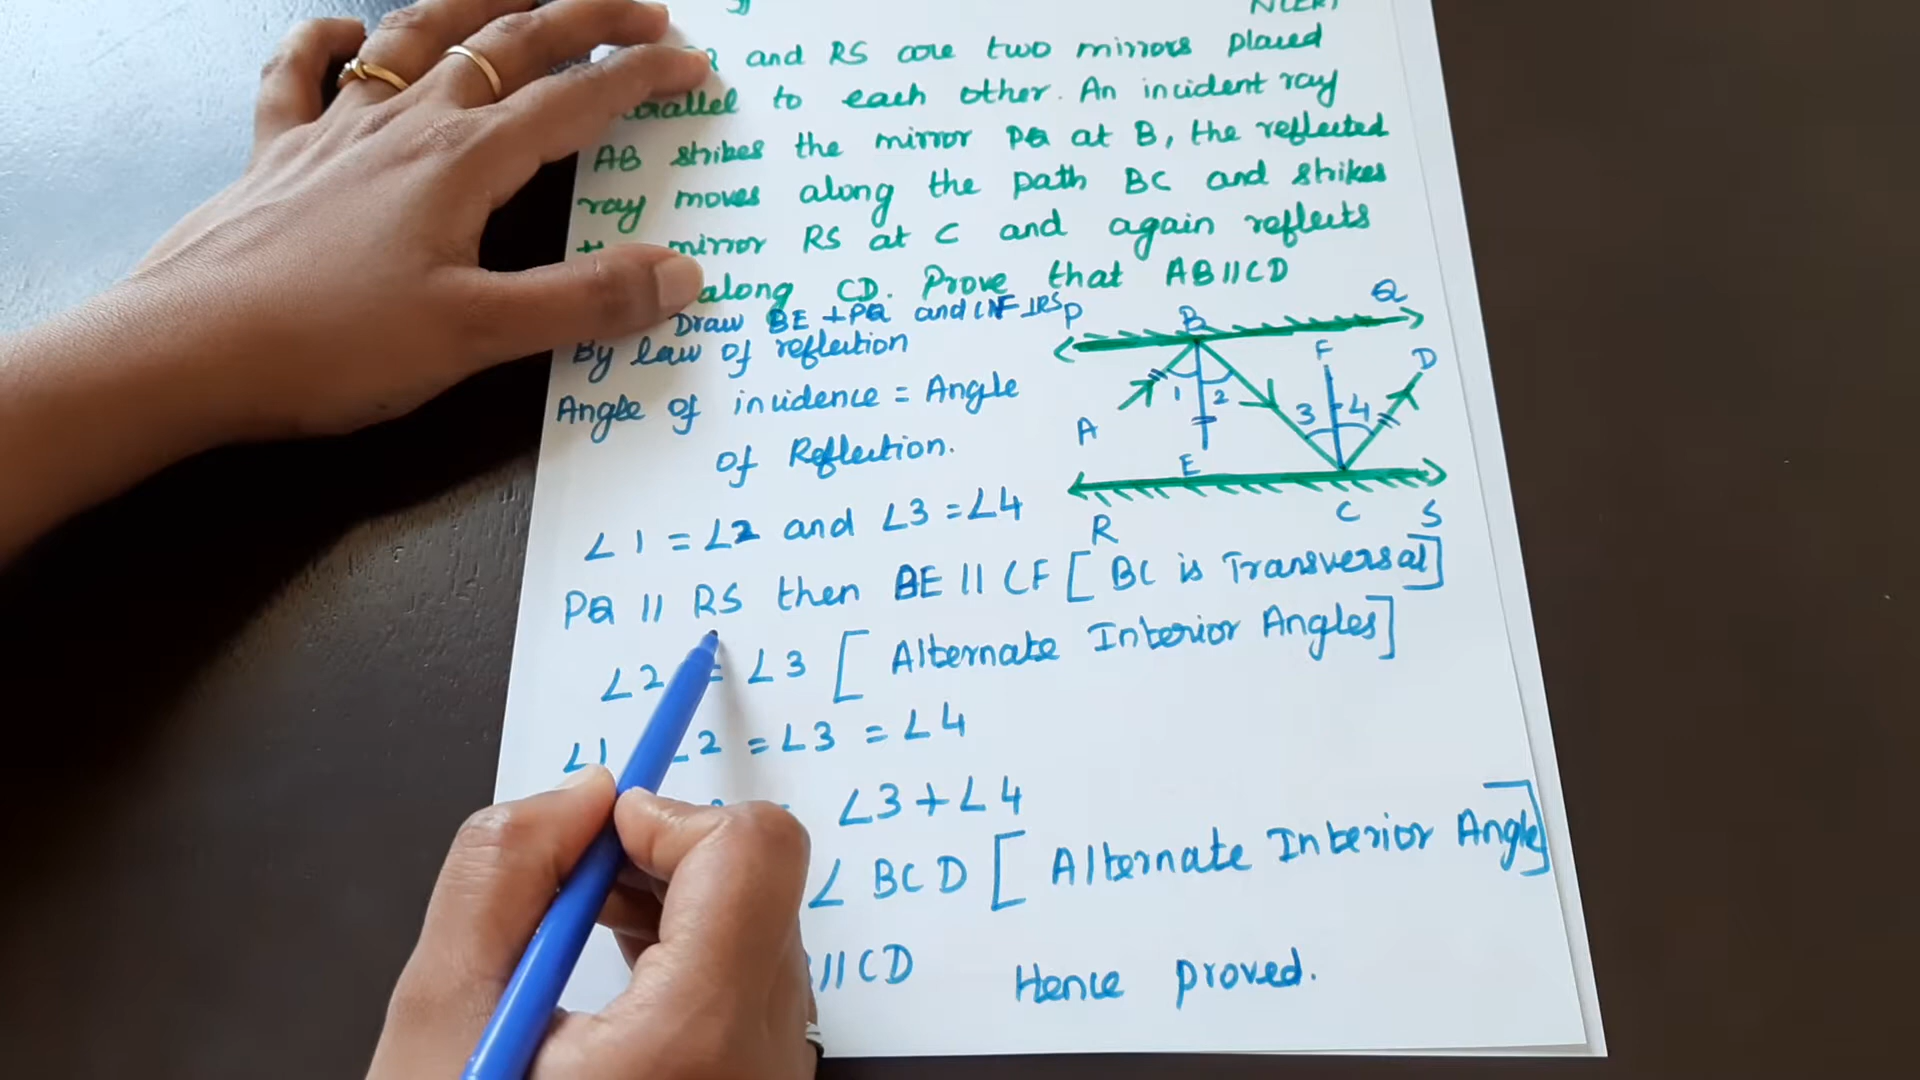 NCERT
and RS are two mirrors placed
parallel to each other. An incident ray
AB strikes the mirror PQ at B, the reflected
ray moves along the path BC and strikes
mirror RS at C and again reflects
along CD. Prove that AB||CD
Draw BE ⊥ PQ and CF ⊥ RS
By law of reflection
Angle of incidence = Angle
of Reflection.
∠1 = ∠2 and ∠3 = ∠4
PQ || RS then BE || CF [BC is Transversal]
∠2 = ∠3 [Alternate Interior Angles]
∠1 ∠2 = ∠3 = ∠4
= ∠3 + ∠4
∠BCD [Alternate Interior Angle]
||CD Hence proved.
P B Q
F D
1 2 3 4
A
E
R C S